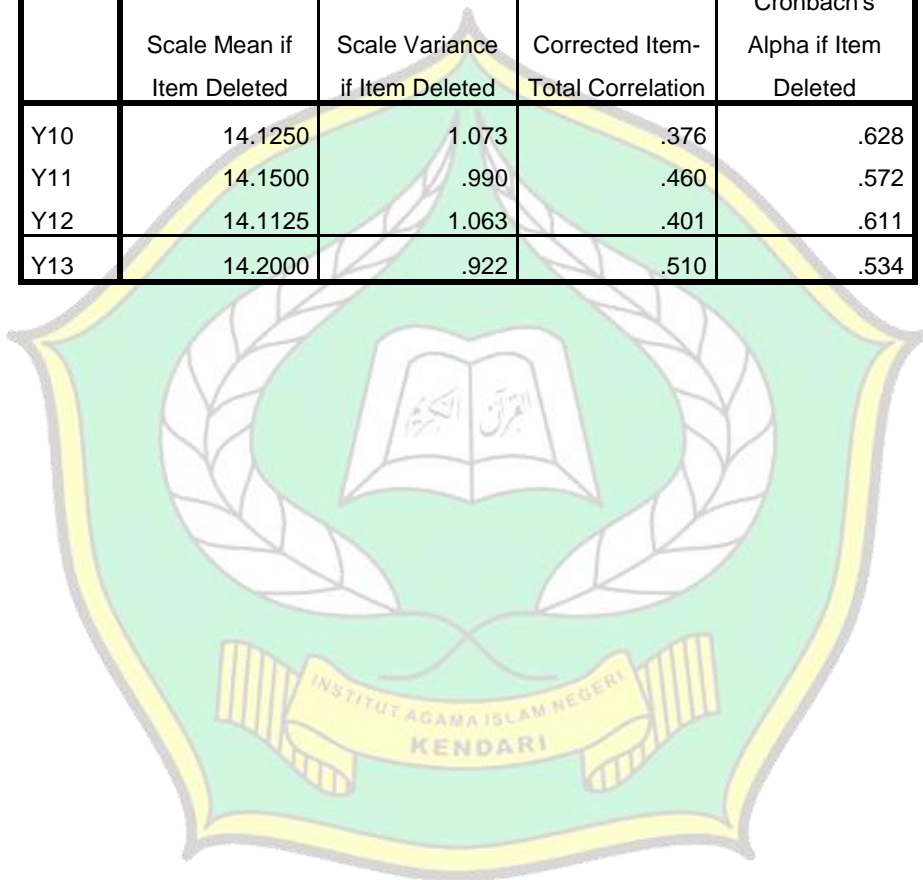 Cronbach's
Scale Mean if Scale Variance Corrected Item- Alpha if Item
Item Deleted if Item Deleted Total Correlation Deleted
Y10 14.1250 1.073 .376 .628
Y11 14.1500 .990 .460 .572
Y12 14.1125 1.063 .401 .611
Y13 14.2000 .922 .510 .534
القرآن الكريم
INSTITUT AGAMA ISLAM NEGERI
KENDARI